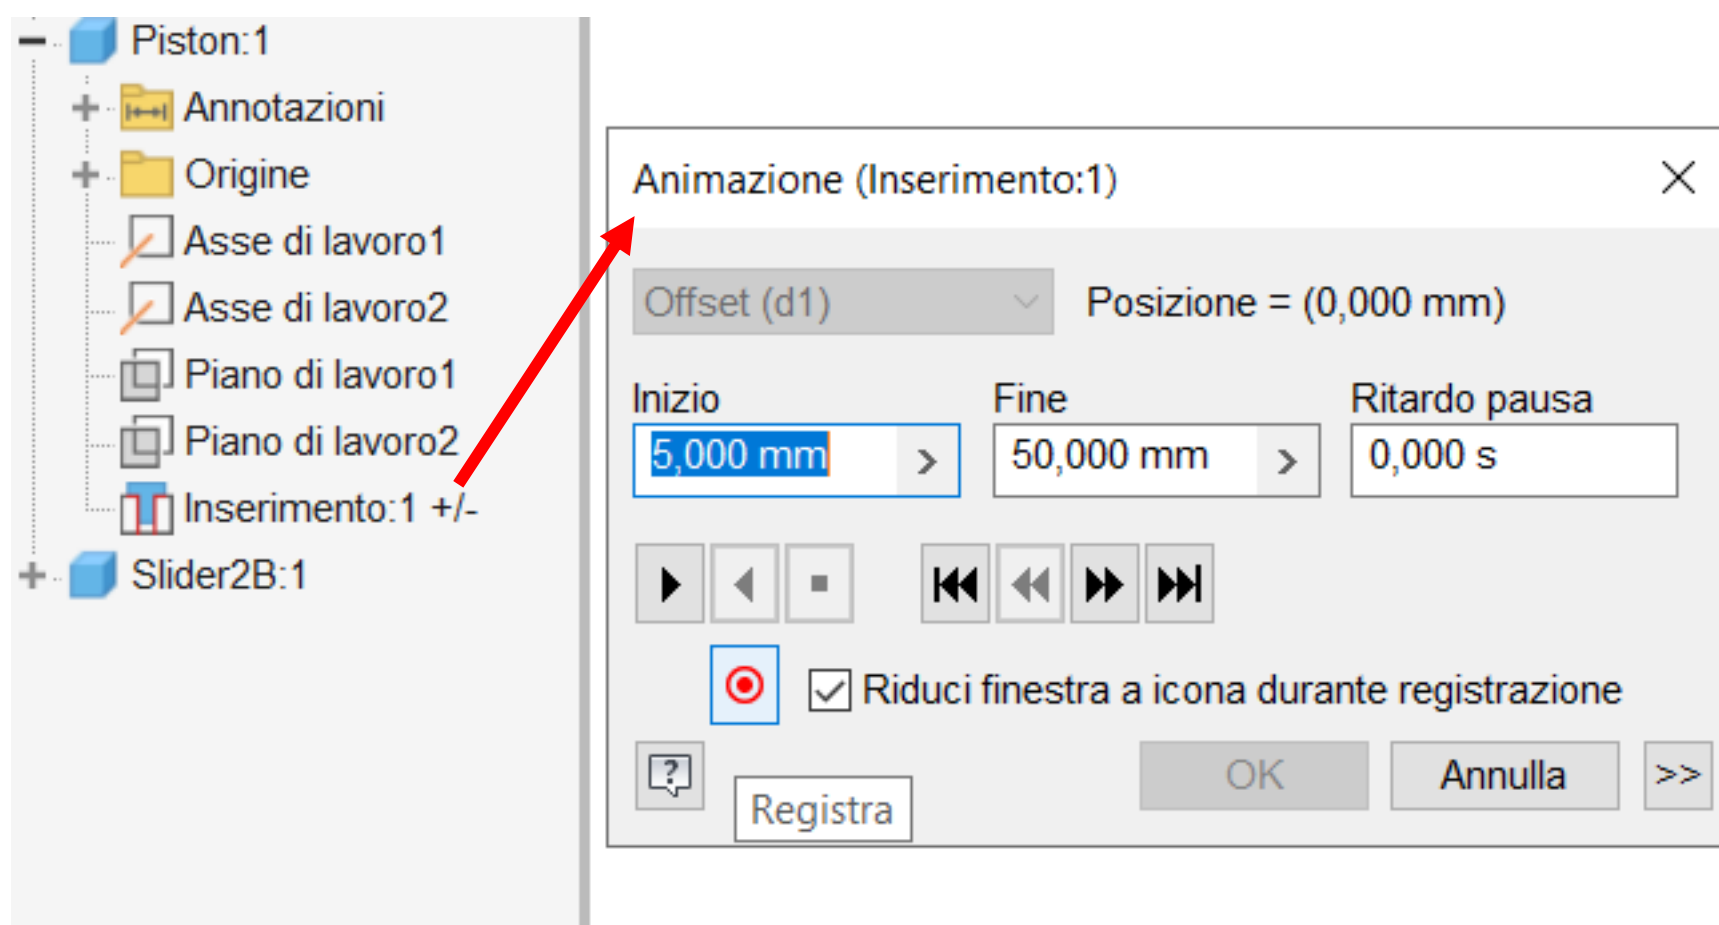 Piston:1
Annotazioni
Origine
Asse di lavoro1
Asse di lavoro2
Piano di lavoro1
Piano di lavoro2
Inserimento:1 +/-
Slider2B:1
Animazione (Inserimento:1)
Offset (d1) Posizione = (0,000 mm)
Inizio Fine Ritardo pausa
5,000 mm > 50,000 mm > 0,000 s
Riduci finestra a icona durante registrazione
? OK Annulla >>
Registra